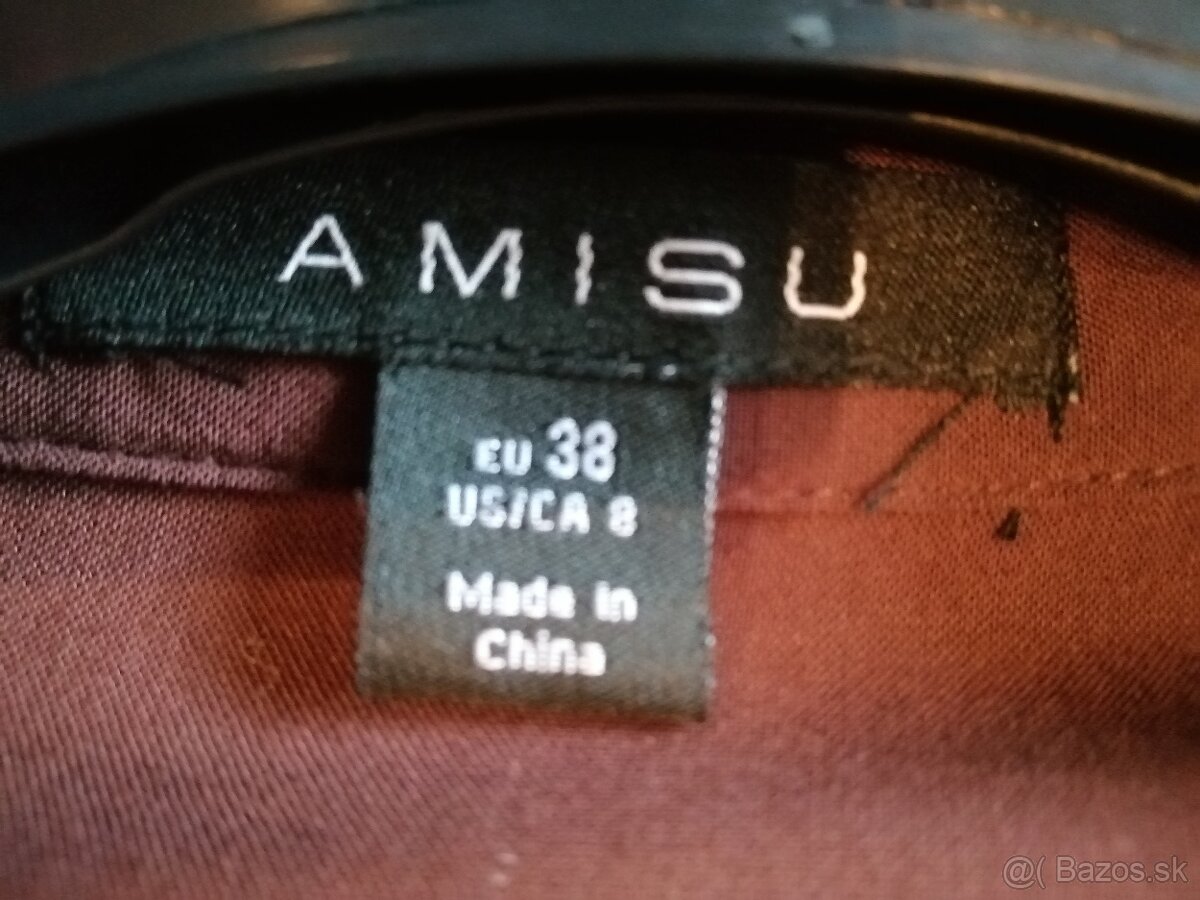 AMISU
EU 38
US/CA 8
Made in
China
@( Bazos.sk